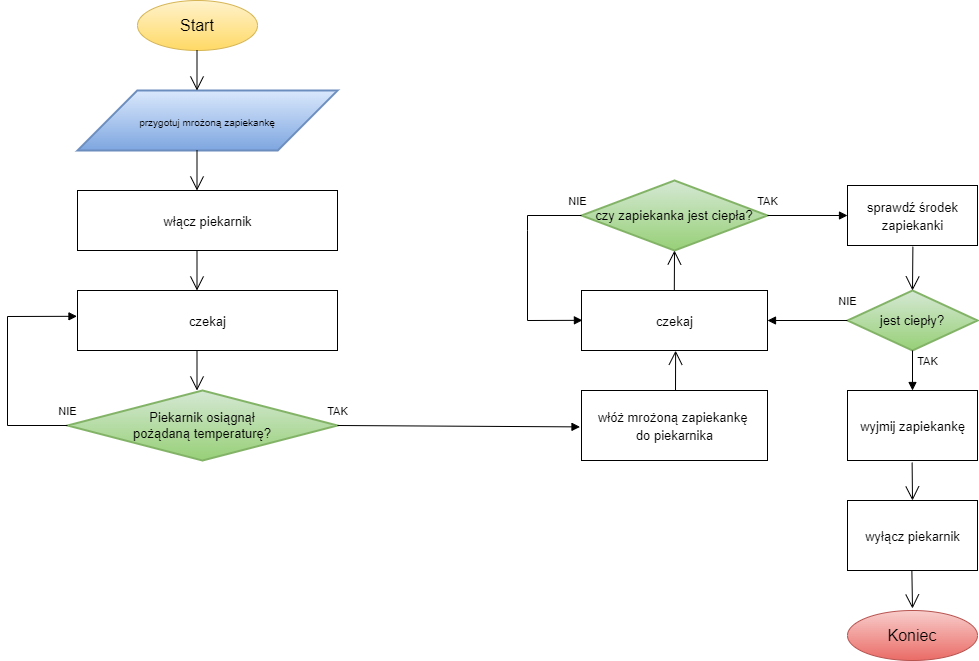 Start
przygotuj mrożoną zapiekankę
włącz piekarnik
czekaj
NIE
Piekarnik osiągnął
pożądaną temperaturę?
TAK
włóż mrożoną zapiekankę
do piekarnika
czekaj
NIE
czy zapiekanka jest ciepła?
TAK
sprawdź środek
zapiekanki
NIE
jest ciepły?
TAK
wyjmij zapiekankę
wyłącz piekarnik
Koniec